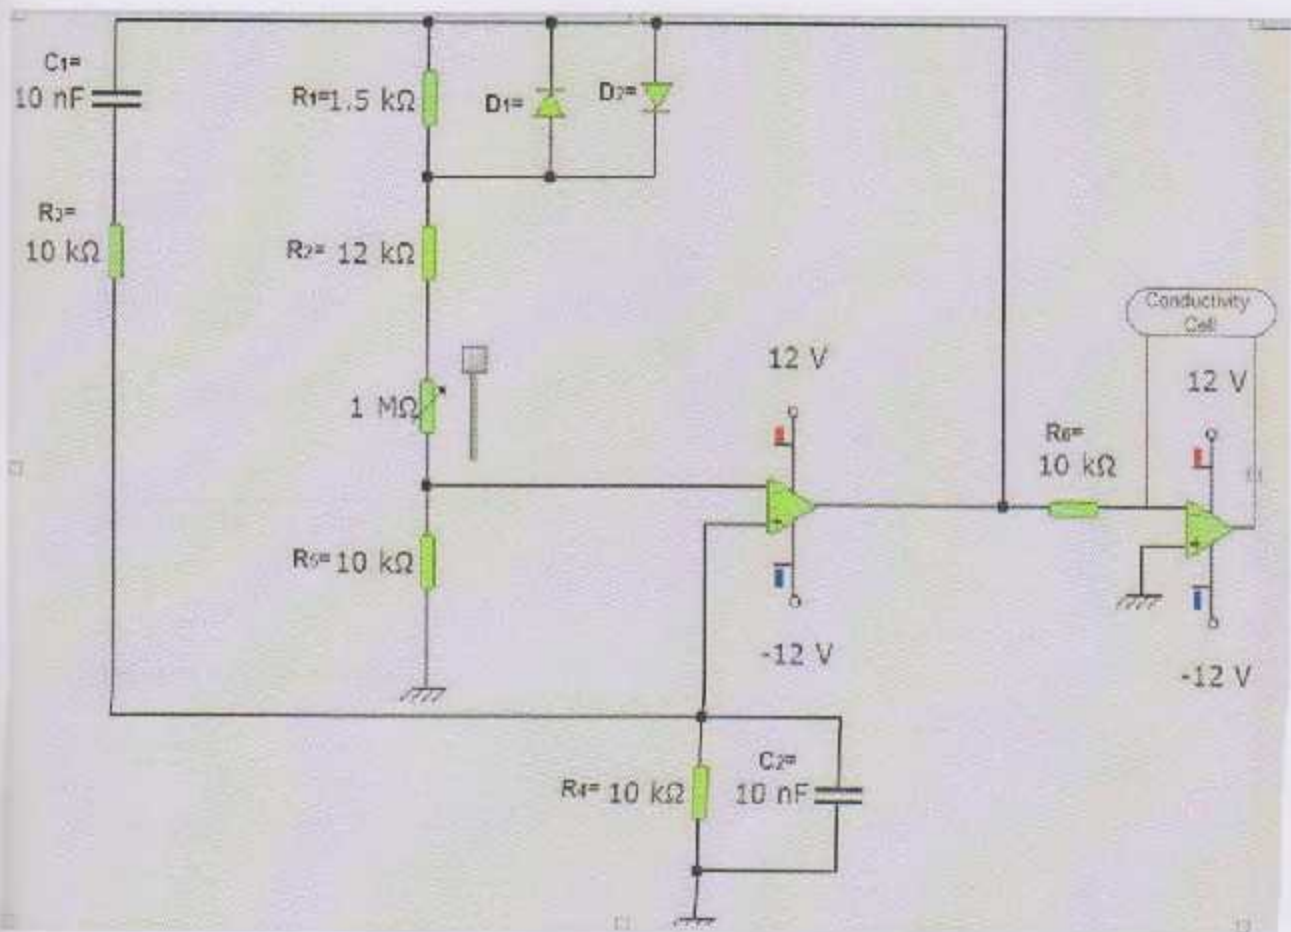 C1=
10 nF
R1=1.5 kΩ
D1=
D2=
R3=
10 kΩ
R2= 12 kΩ
Conductivity
Cell
12 V
12 V
1 MΩ
R6=
10 kΩ
+
+
R5= 10 kΩ
-12 V
-12 V
C2=
R4= 10 kΩ
10 nF